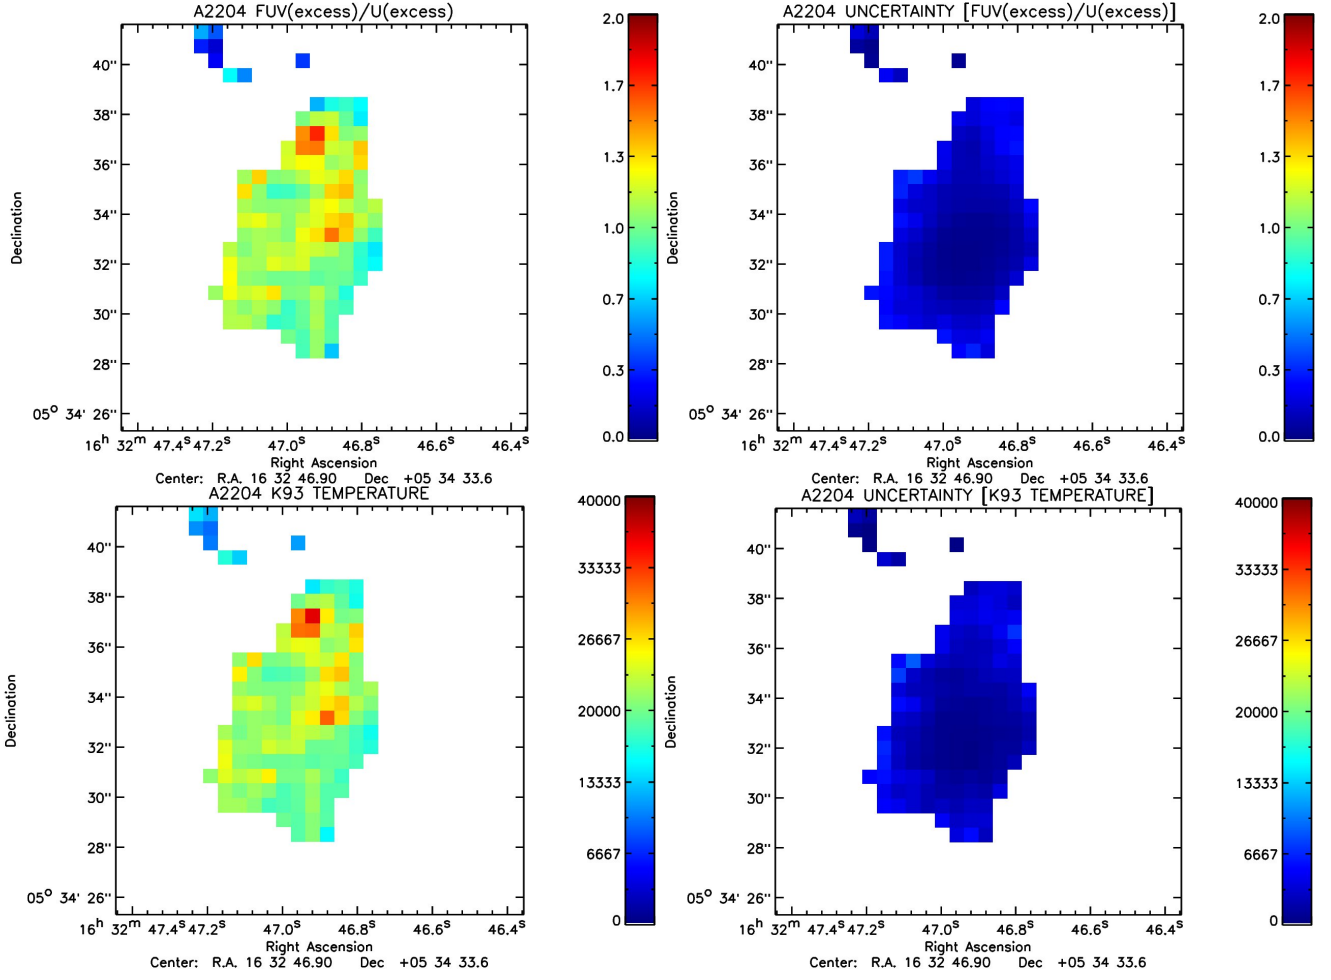 A2204 FUV(excess)/U(excess)
2.0
1.7
1.3
1.0
0.7
0.3
0.0
40''
38''
36''
34''
32''
30''
28''
05° 34' 26''
Declination
16ʰ 32ᵐ 47.4ˢ 47.2ˢ 47.0ˢ 46.8ˢ 46.6ˢ 46.4ˢ
Right Ascension
Center: R.A. 16 32 46.90 Dec +05 34 33.6
A2204 UNCERTAINTY [FUV(excess)/U(excess)]
2.0
1.7
1.3
1.0
0.7
0.3
0.0
40''
38''
36''
34''
32''
30''
28''
05° 34' 26''
Declination
16ʰ 32ᵐ 47.4ˢ 47.2ˢ 47.0ˢ 46.8ˢ 46.6ˢ 46.4ˢ
Right Ascension
Center: R.A. 16 32 46.90 Dec +05 34 33.6
A2204 K93 TEMPERATURE
40000
33333
26667
20000
13333
6667
0
40''
38''
36''
34''
32''
30''
28''
05° 34' 26''
Declination
16ʰ 32ᵐ 47.4ˢ 47.2ˢ 47.0ˢ 46.8ˢ 46.6ˢ 46.4ˢ
Right Ascension
Center: R.A. 16 32 46.90 Dec +05 34 33.6
A2204 UNCERTAINTY [K93 TEMPERATURE]
40000
33333
26667
20000
13333
6667
0
40''
38''
36''
34''
32''
30''
28''
05° 34' 26''
Declination
16ʰ 32ᵐ 47.4ˢ 47.2ˢ 47.0ˢ 46.8ˢ 46.6ˢ 46.4ˢ
Right Ascension
Center: R.A. 16 32 46.90 Dec +05 34 33.6